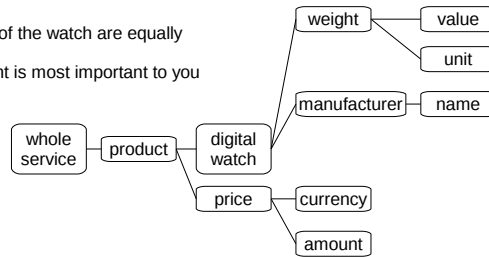 of the watch are equally
nt is most important to you
weight
value
unit
manufacturer
name
whole
service
product
digital
watch
price
currency
amount